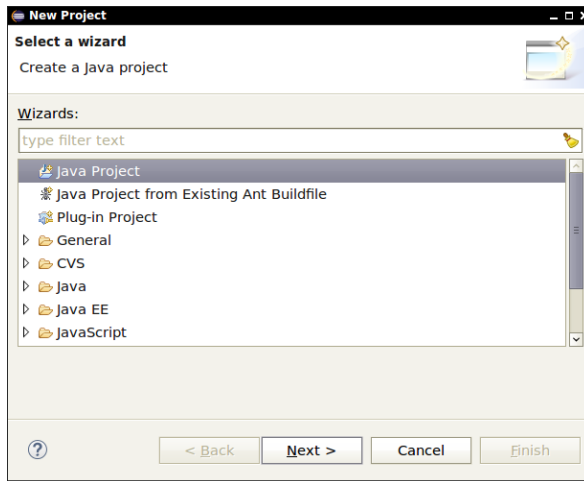 New Project
Select a wizard
Create a Java project
Wizards:
type filter text
Java Project
Java Project from Existing Ant Buildfile
Plug-in Project
General
CVS
Java
Java EE
JavaScript
? < Back Next > Cancel Finish